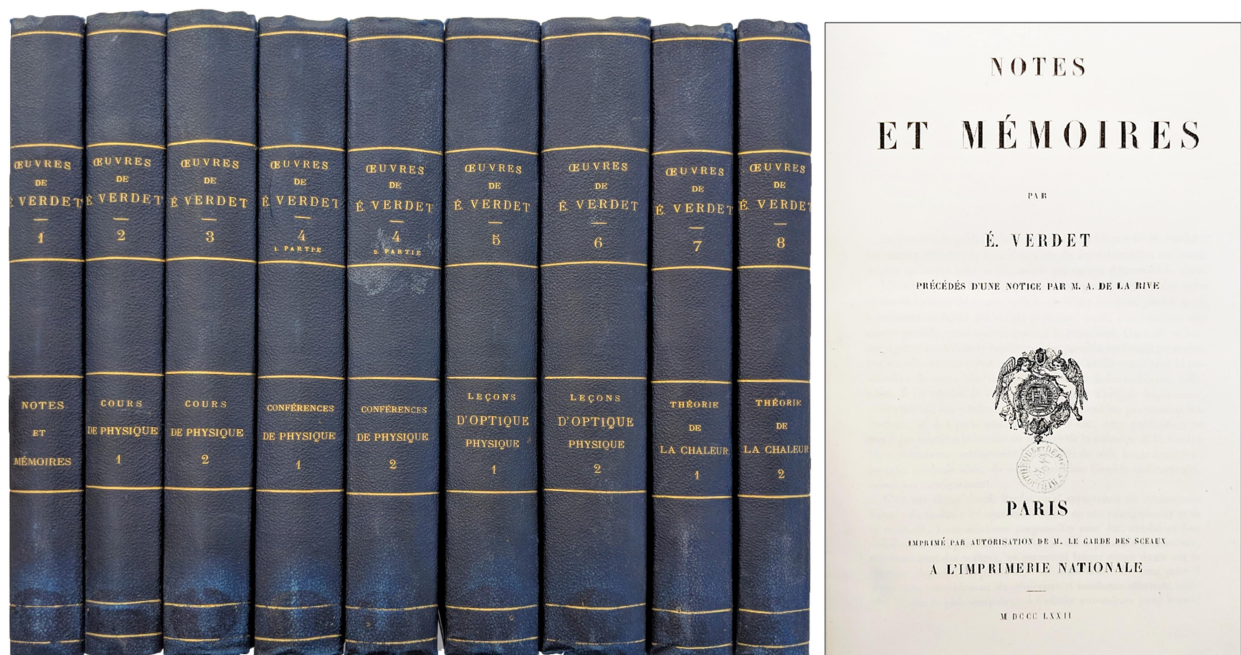 ŒUVRES
DE
É VERDET
1
NOTES
ET
MÉMOIRES
ŒUVRES
DE
É VERDET
2
COURS
DE PHYSIQUE
1
ŒUVRES
DE
É VERDET
3
COURS
DE PHYSIQUE
2
ŒUVRES
DE
É VERDET
4
1. PARTIE
CONFÉRENCES
DE PHYSIQUE
1
ŒUVRES
DE
É VERDET
4
2. PARTIE
CONFÉRENCES
DE PHYSIQUE
2
ŒUVRES
DE
É VERDET
5
LEÇONS
D'OPTIQUE
PHYSIQUE
1
ŒUVRES
DE
É VERDET
6
LEÇONS
D'OPTIQUE
PHYSIQUE
2
ŒUVRES
DE
É VERDET
7
THÉORIE
DE
LA CHALEUR
1
ŒUVRES
DE
É VERDET
8
THÉORIE
DE
LA CHALEUR
2
NOTES
ET MÉMOIRES
PAR
É. VERDET
PRÉCÉDÉS D'UNE NOTICE PAR M. A. DE LA RIVE
PARIS
IMPRIMÉ PAR AUTORISATION DE M. LE GARDE DES SCEAUX
A L'IMPRIMERIE NATIONALE
M DCCC LXXII